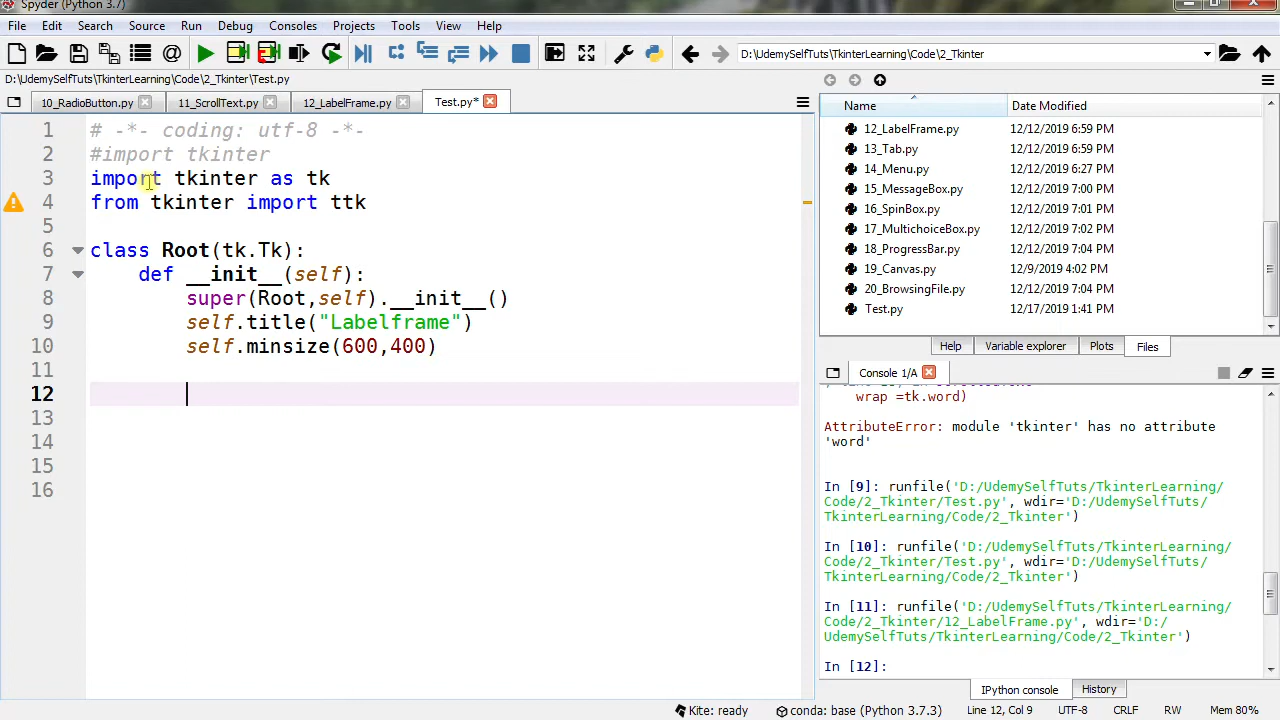 Spyder (Python 3.7)
File Edit Search Source Run Debug Consoles Projects Tools View Help
D:\UdemySelfTuts\TkinterLearning\Code\2_Tkinter
D:\UdemySelfTuts\TkinterLearning\Code\2_Tkinter\Test.py
10_RadioButton.py 11_ScrollText.py 12_LabelFrame.py Test.py*
1 # -*- coding: utf-8 -*-
2 #import tkinter
3 import tkinter as tk
4 from tkinter import ttk
5
6 class Root(tk.Tk):
7 def __init__(self):
8 super(Root,self).__init__()
9 self.title("Labelframe")
10 self.minsize(600,400)
11
12
13
14
15
16
Name Date Modified
12_LabelFrame.py 12/12/2019 6:59 PM
13_Tab.py 12/12/2019 6:59 PM
14_Menu.py 12/12/2019 6:27 PM
15_MessageBox.py 12/12/2019 7:01 PM
16_SpinBox.py 12/12/2019 7:01 PM
17_MultichoiceBox.py 12/12/2019 7:02 PM
18_ProgressBar.py 12/12/2019 7:04 PM
19_Canvas.py 12/9/2019 4:02 PM
20_BrowsingFile.py 12/12/2019 7:04 PM
Test.py 12/17/2019 1:41 PM
Help Variable explorer Plots Files
Console 1/A
wrap =tk.word)
AttributeError: module 'tkinter' has no attribute
'word'
In [9]: runfile('D:/UdemySelfTuts/TkinterLearning/
Code/2_Tkinter/Test.py', wdir='D:/UdemySelfTuts/
TkinterLearning/Code/2_Tkinter')
In [10]: runfile('D:/UdemySelfTuts/TkinterLearning/
Code/2_Tkinter/Test.py', wdir='D:/UdemySelfTuts/
TkinterLearning/Code/2_Tkinter')
In [11]: runfile('D:/UdemySelfTuts/TkinterLearning/
Code/2_Tkinter/12_LabelFrame.py', wdir='D:/
UdemySelfTuts/TkinterLearning/Code/2_Tkinter')
In [12]:
IPython console History
Kite: ready conda: base (Python 3.7.3) Line 12, Col 9 UTF-8 CRLF RW Mem 80%